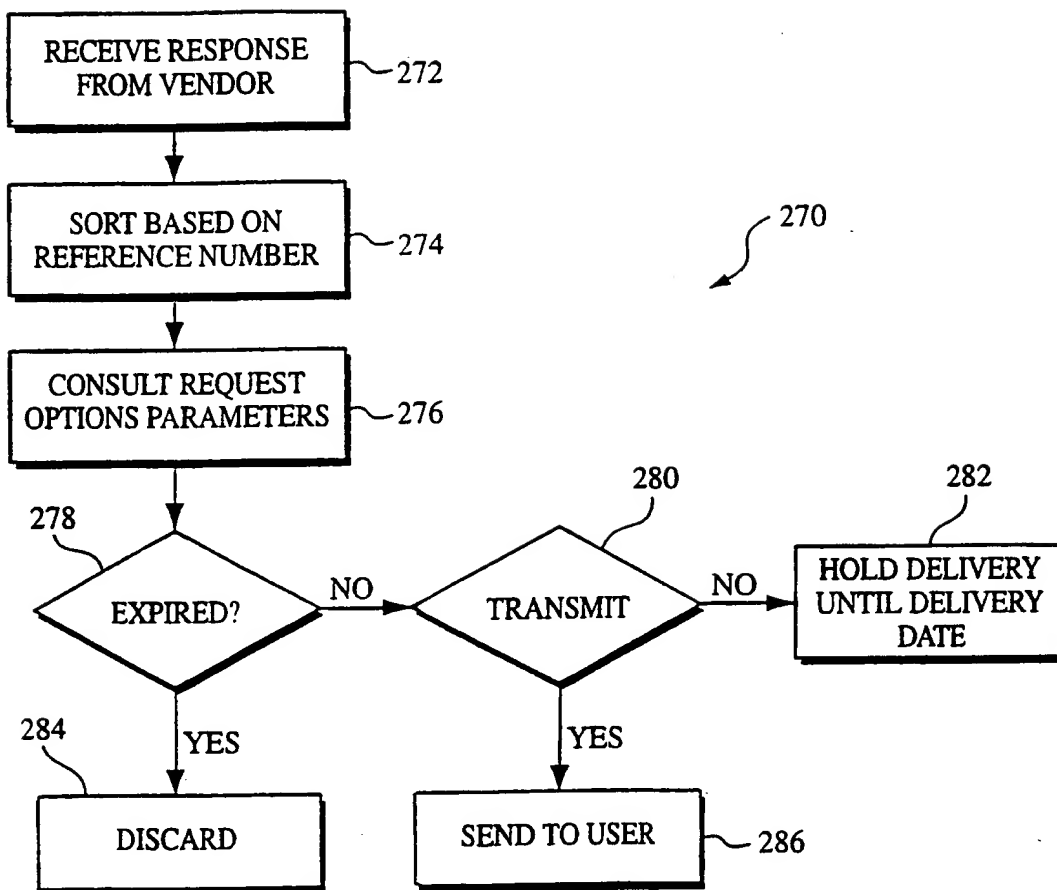 RECEIVE RESPONSE
FROM VENDOR
272
SORT BASED ON
REFERENCE NUMBER
274
270
CONSULT REQUEST
OPTIONS PARAMETERS
276
278
280
282
EXPIRED?
NO
TRANSMIT
NO
HOLD DELIVERY
UNTIL DELIVERY
DATE
284
YES
YES
DISCARD
SEND TO USER
286